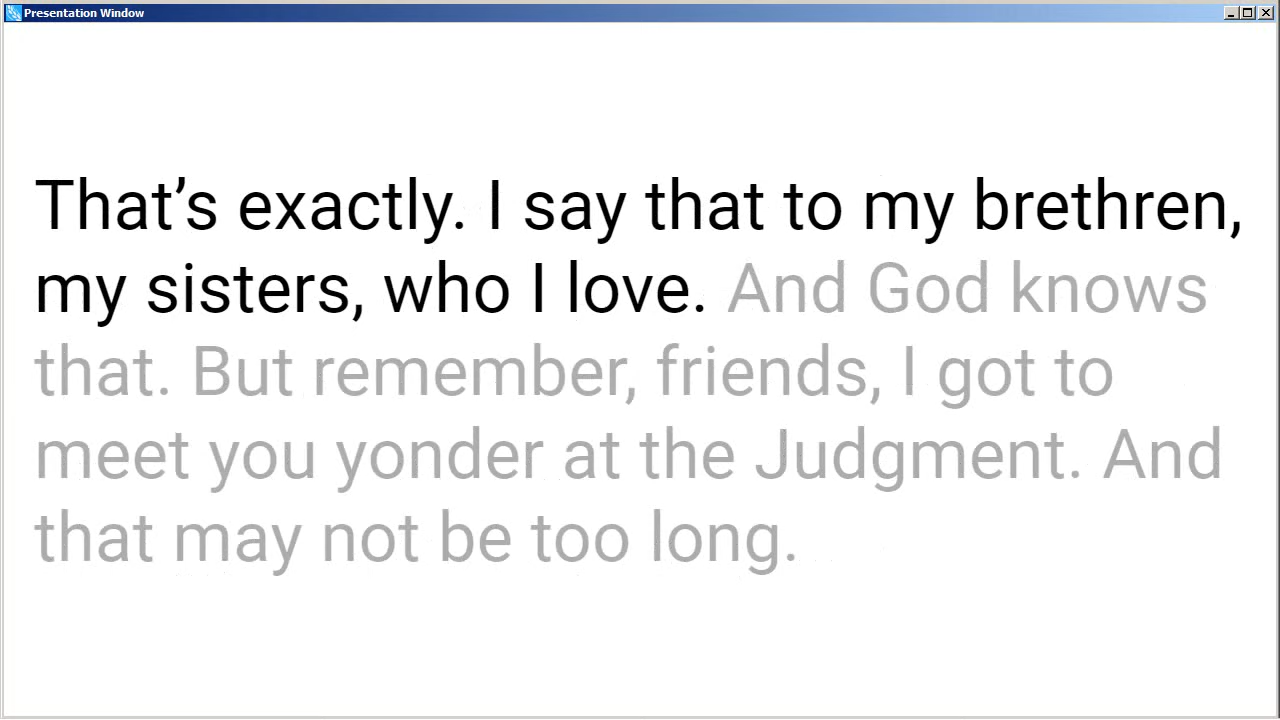 Presentation Window
That’s exactly. I say that to my brethren,
my sisters, who I love. And God knows
that. But remember, friends, I got to
meet you yonder at the Judgment. And
that may not be too long.